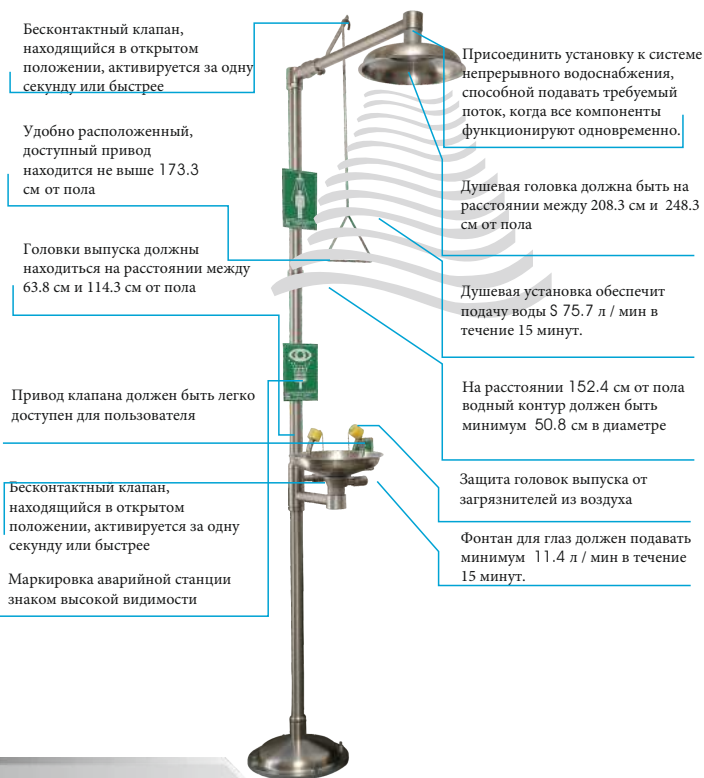 Бесконтактный клапан,
находящийся в открытом
положении, активируется за одну
секунду или быстрее
Удобно расположенный,
доступный привод
находится не выше 173.3
см от пола
Головки выпуска должны
находиться на расстоянии между
63.8 см и 114.3 см от пола
Привод клапана должен быть легко
доступен для пользователя
Бесконтактный клапан,
находящийся в открытом
положении, активируется за одну
секунду или быстрее
Маркировка аварийной станции
знаком высокой видимости
Присоединить установку к системе
непрерывного водоснабжения,
способной подавать требуемый
поток, когда все компоненты
функционируют одновременно.
Душевая головка должна быть на
расстоянии между 208.3 см и 248.3
см от пола
Душевая установка обеспечит
подачу воды S 75.7 л / мин в
течение 15 минут.
На расстоянии 152.4 см от пола
водный контур должен быть
минимум 50.8 см в диаметре
Защита головок выпуска от
загрязнителей из воздуха
Фонтан для глаз должен подавать
минимум 11.4 л / мин в течение
15 минут.